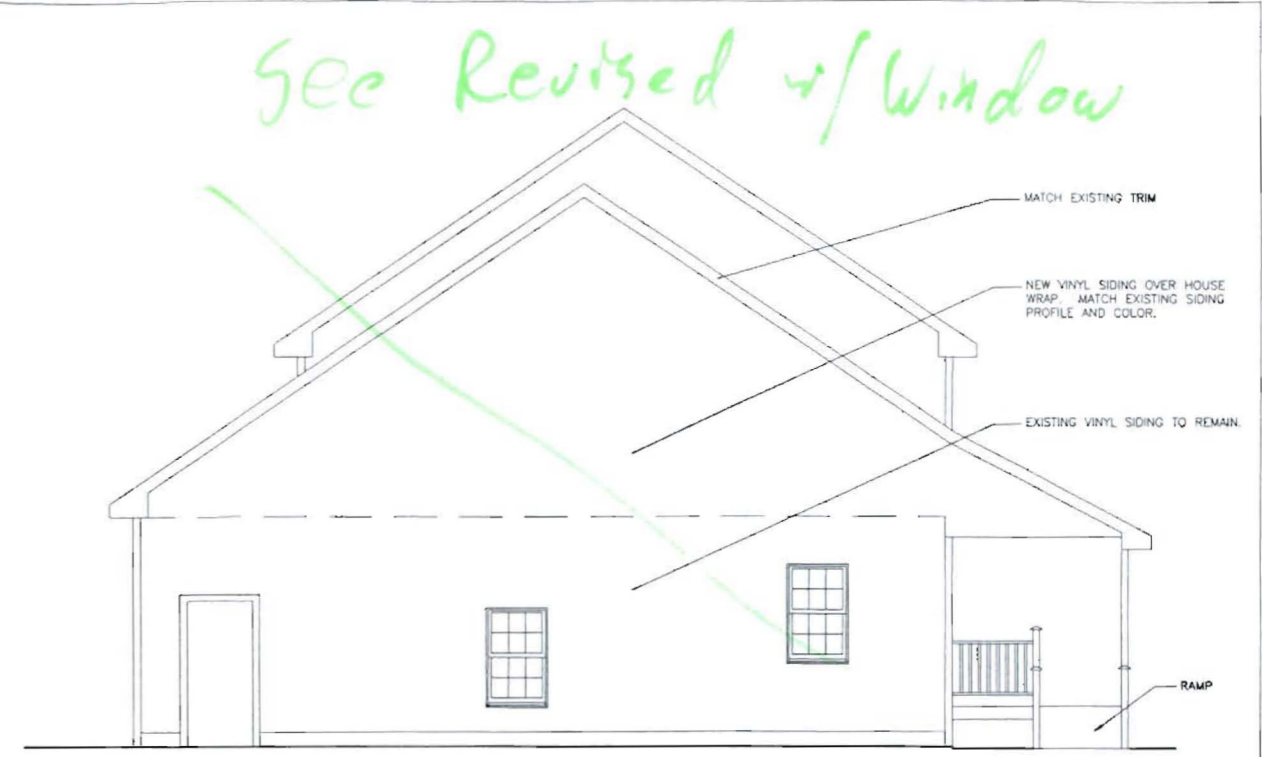 See Revised w/ Window
MATCH EXISTING TRIM
NEW VINYL SIDING OVER HOUSE
WRAP. MATCH EXISTING SIDING
PROFILE AND COLOR.
EXISTING VINYL SIDING TO REMAIN.
RAMP